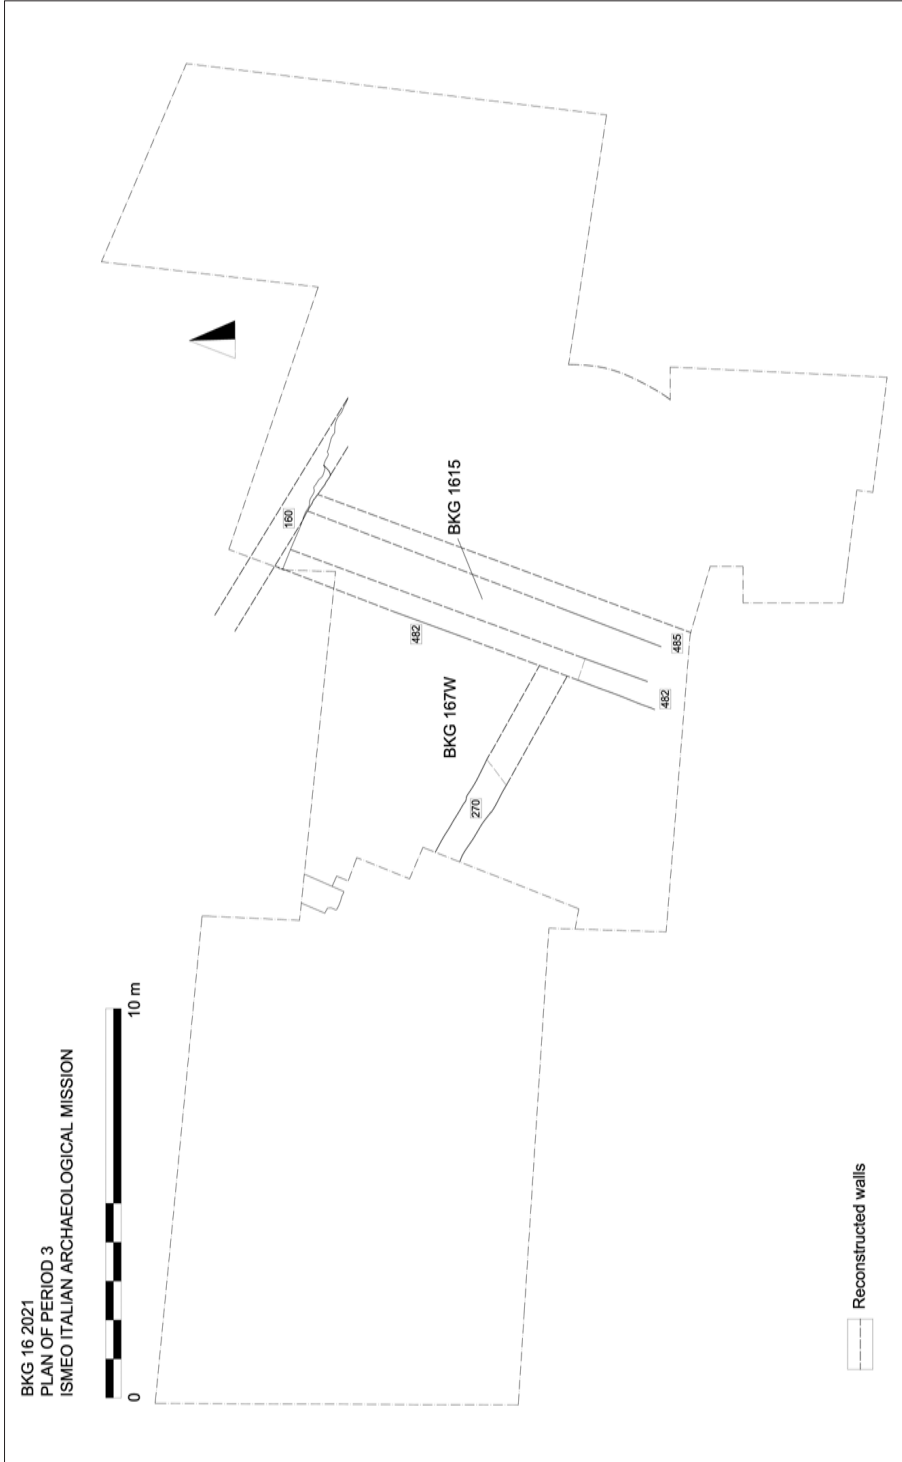 BKG 16 2021
PLAN OF PERIOD 3
ISMEO ITALIAN ARCHAEOLOGICAL MISSION
0
10 m
160
482
BKG 1615
BKG 167W
270
482
485
Reconstructed walls